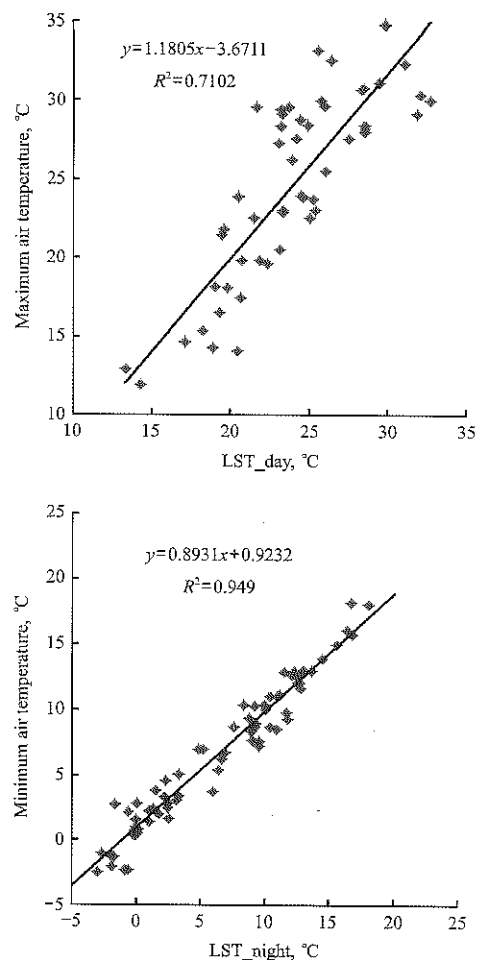 y=1.1805x−3.6711
R²=0.7102
Maximum air temperature, °C
35
30
25
20
15
10
10 15 20 25 30 35
LST_day, °C
y=0.8931x+0.9232
R²=0.949
Minimum air temperature, °C
25
20
15
10
5
0
−5
−5 0 5 10 15 20 25
LST_night, °C